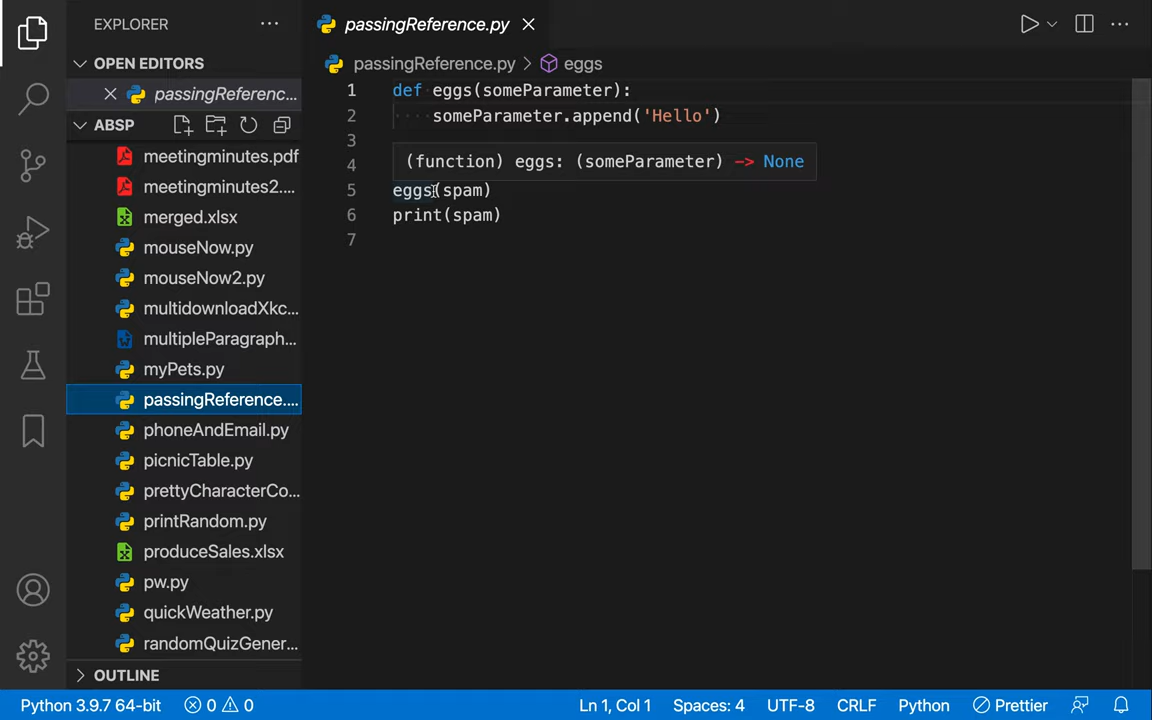 EXPLORER ...
passingReference.py
passingReference.py > eggs
OPEN EDITORS
passingReferenc...
ABSP
meetingminutes.pdf
meetingminutes2....
merged.xlsx
mouseNow.py
mouseNow2.py
multidownloadXkc...
multipleParagraph...
myPets.py
passingReference....
phoneAndEmail.py
picnicTable.py
prettyCharacterCo...
printRandom.py
produceSales.xlsx
pw.py
quickWeather.py
randomQuizGener...
OUTLINE
1 def eggs(someParameter):
2 someParameter.append('Hello')
3
(function) eggs: (someParameter) -> None
4
5 eggs(spam)
6 print(spam)
7
Python 3.9.7 64-bit 0 0 Ln 1, Col 1 Spaces: 4 UTF-8 CRLF Python Prettier